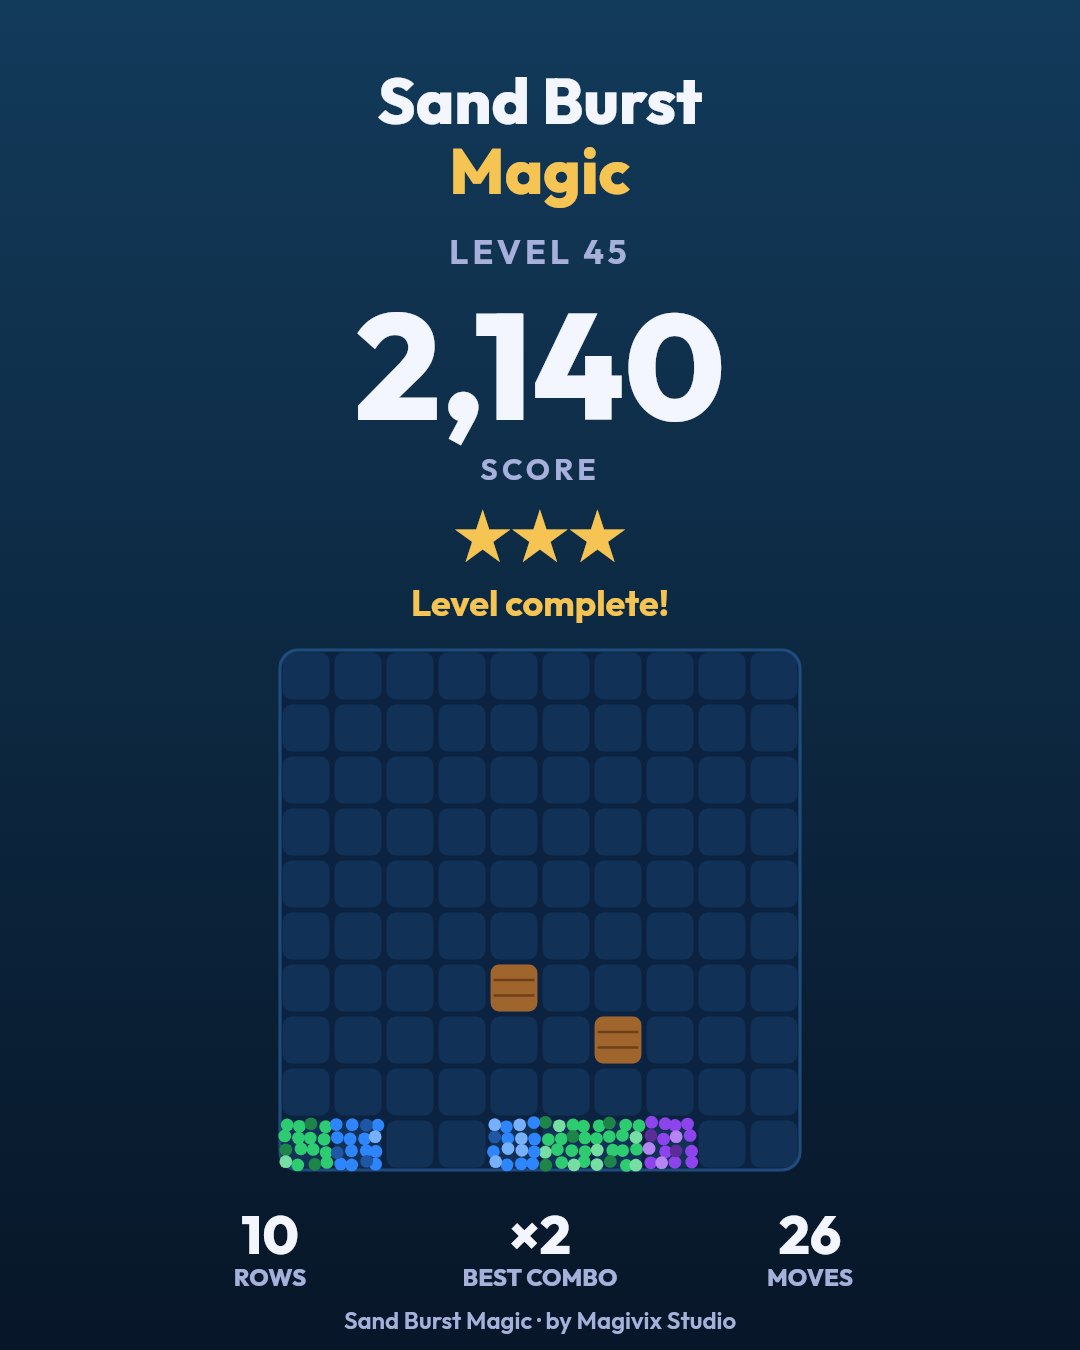 Sand Burst
Magic
LEVEL 45
2,140
SCORE
★★★
Level complete!
10 ×2 26
ROWS BEST COMBO MOVES
Sand Burst Magic · by Magivix Studio